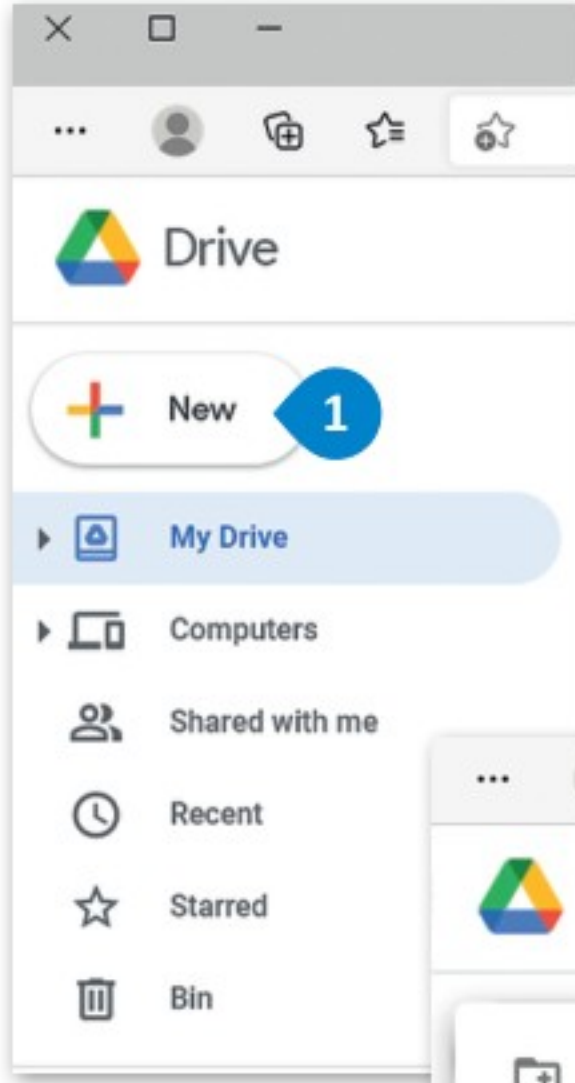 Drive
New
1
My Drive
Computers
Shared with me
Recent
Starred
Bin